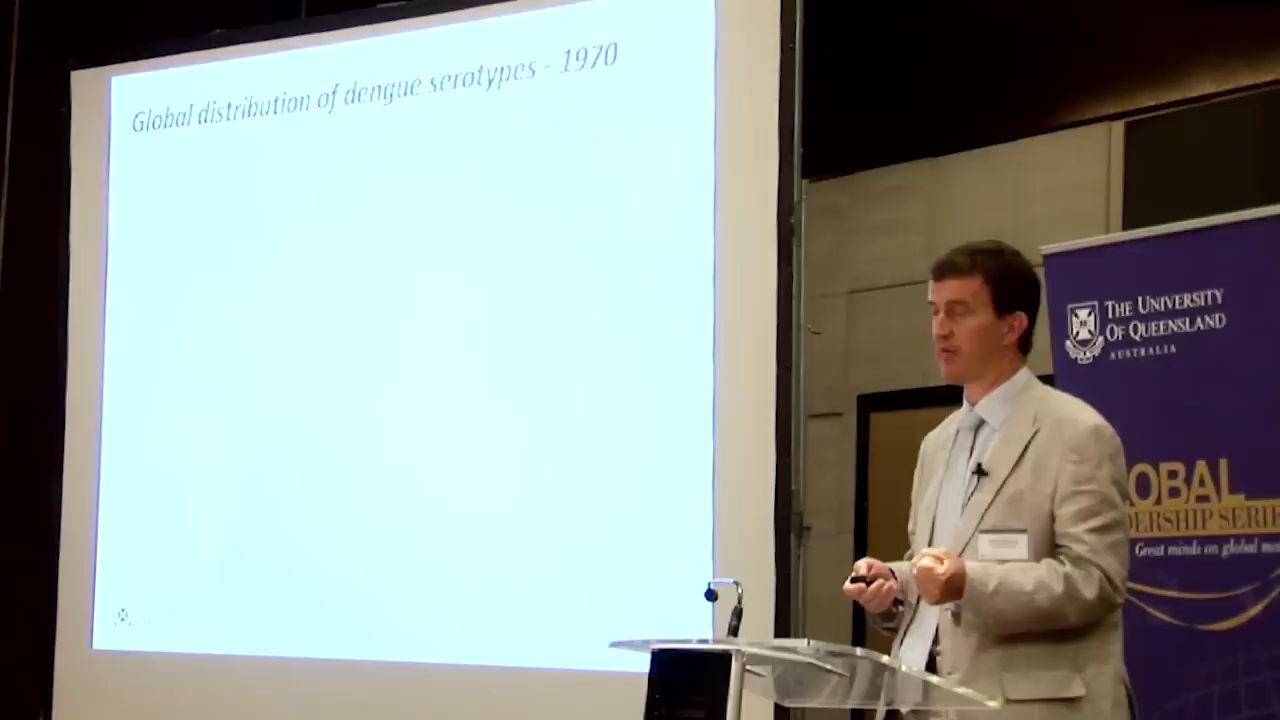 Global distribution of dengue serotypes - 1970
THE UNIVERSITY
OF QUEENSLAND
AUSTRALIA
OBAL
DERSHIP SERIE
Great minds on global